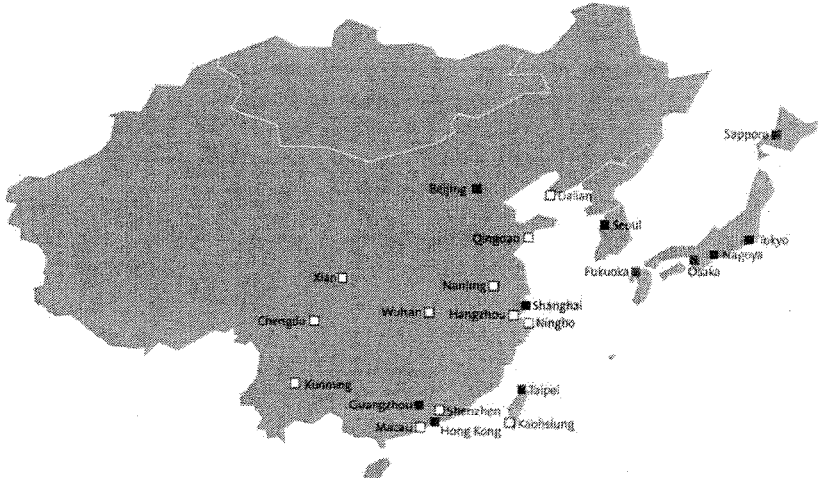 Sapporo
Beijing
Dalian
Seoul
Qingdao
Tokyo
Nagoya
Osaka
Fukuoka
Xian
Nanjing
Shanghai
Wuhan
Hangzhou
Ningbo
Chengdu
Kunming
Taipei
Guangzhou
Shenzhen
Macau
Hong Kong
Kaohsiung